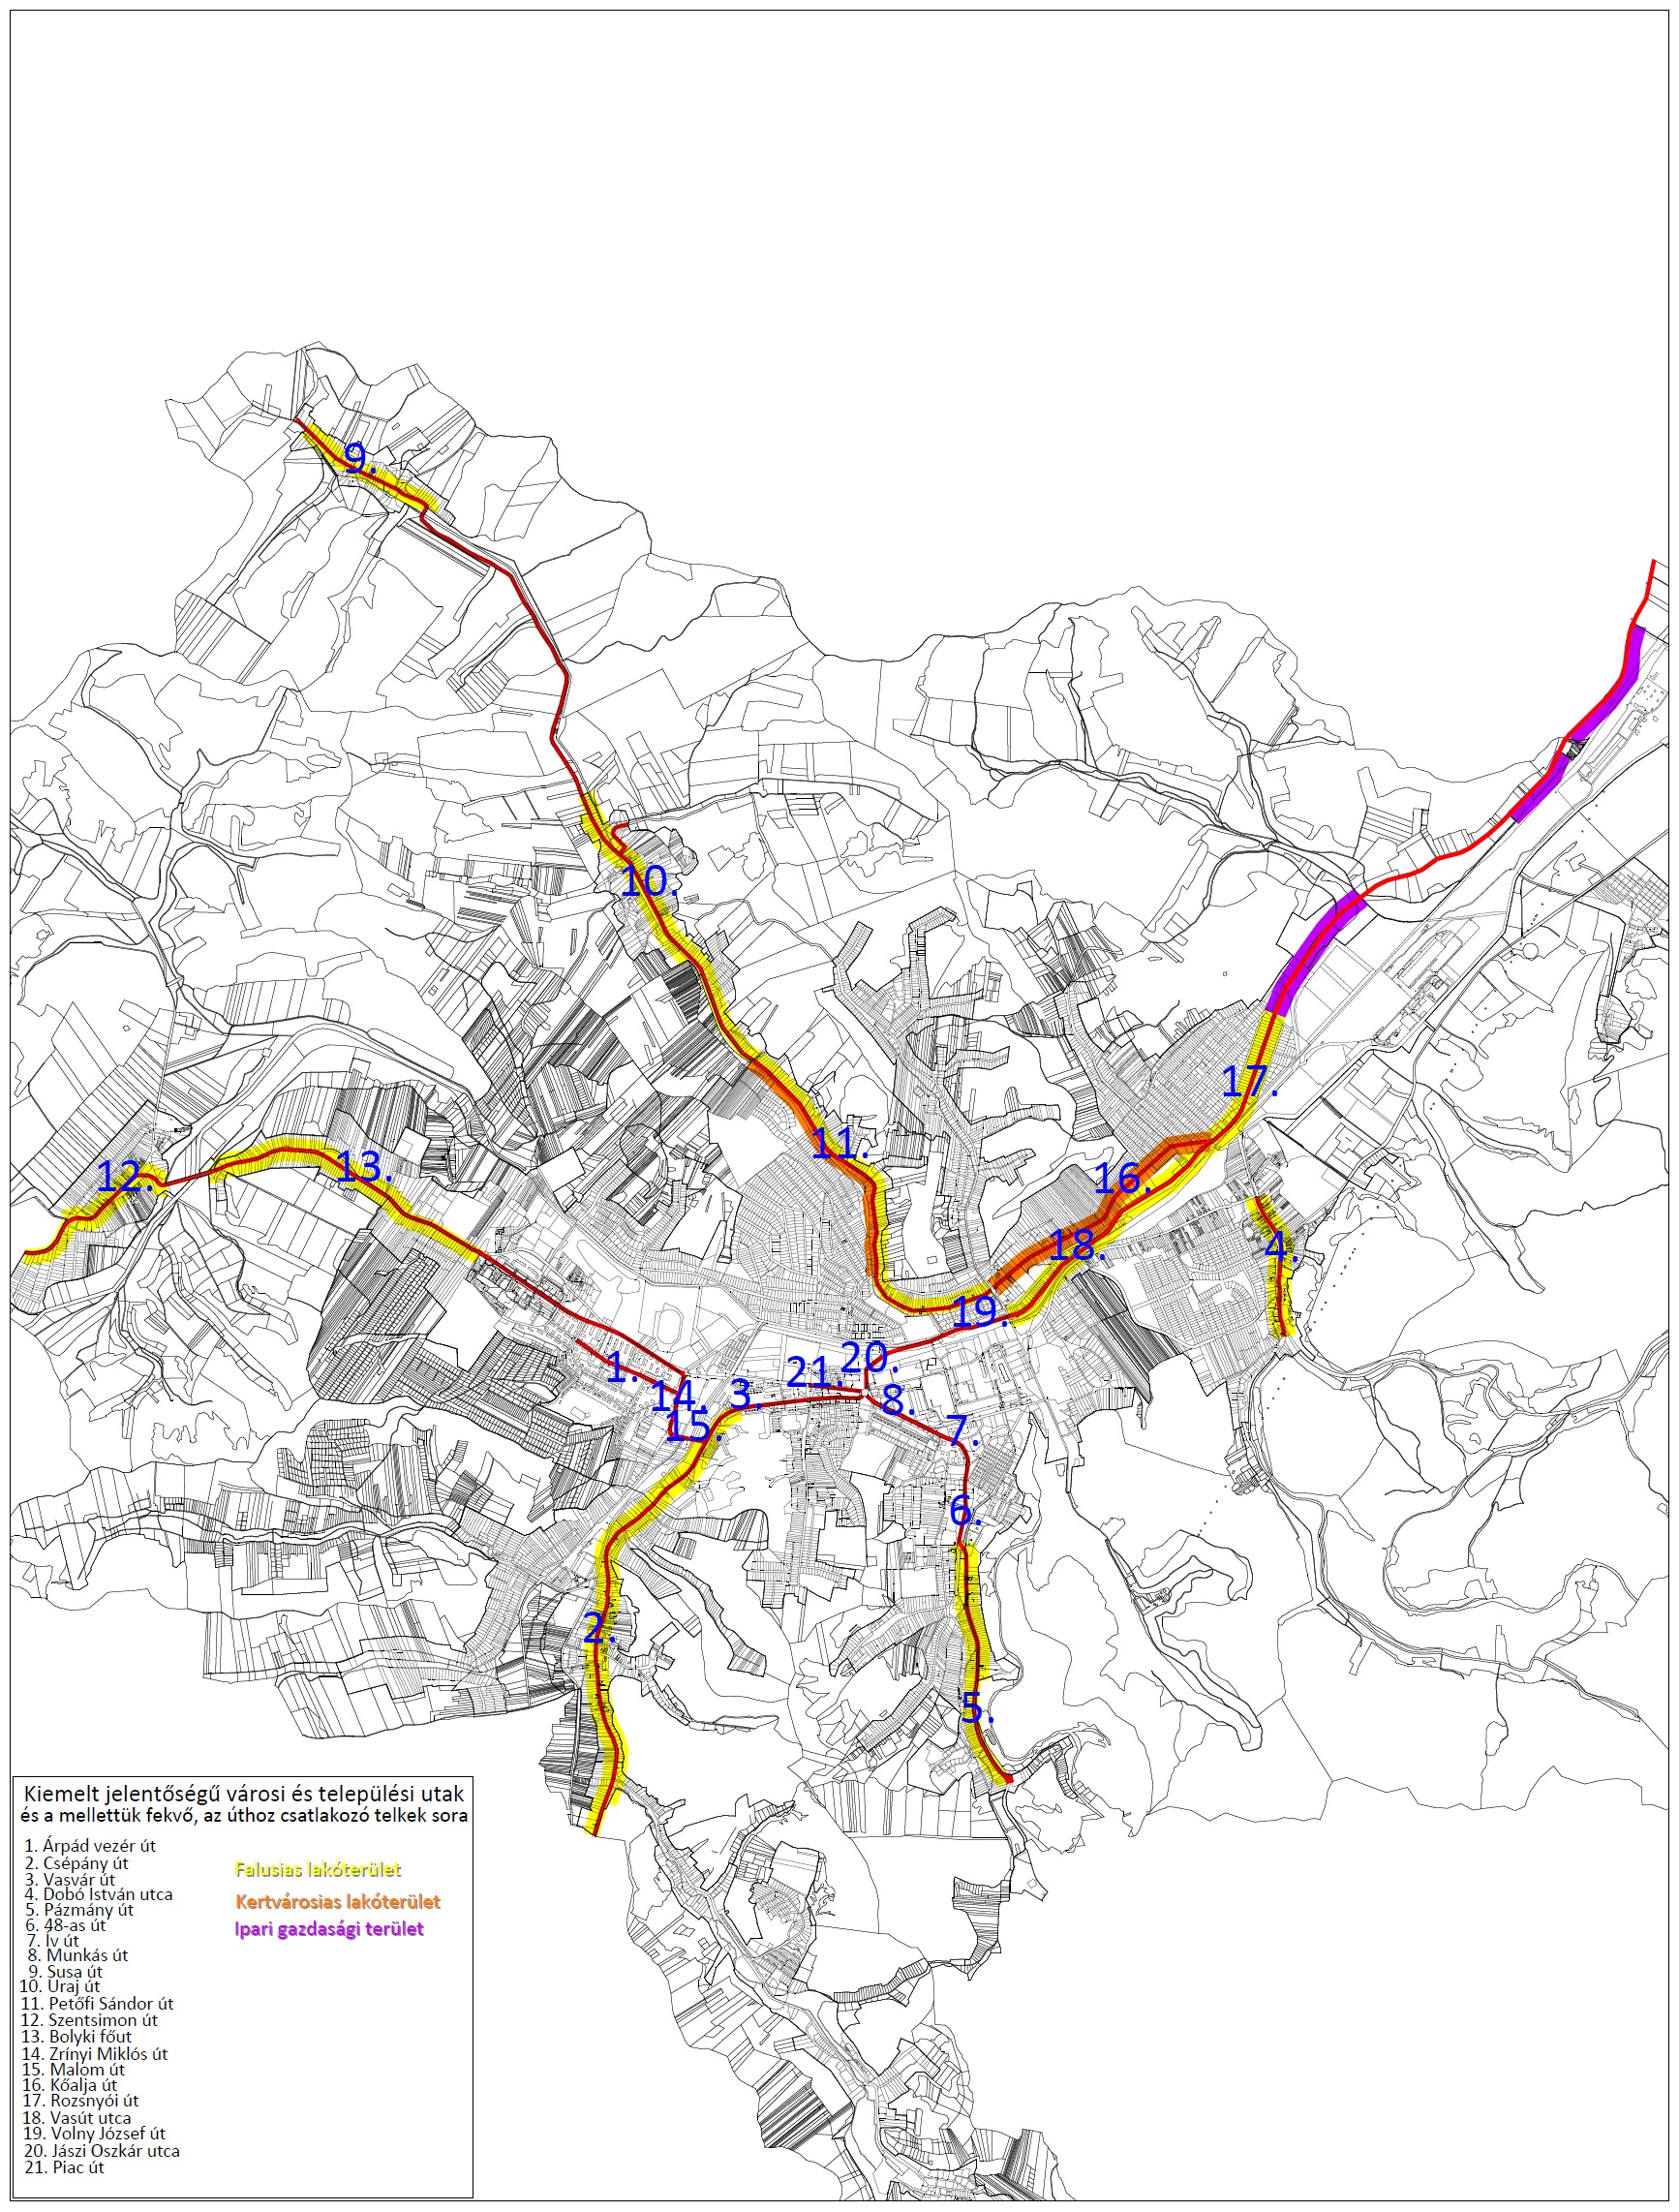 9.
10.
17.
11.
12.
13.
16.
18.
4.
19.
20.
1.
21.
14.
3.
8.
15.
7.
6.
2.
5.
Kiemelt jelentőségű városi és települési utak
és a mellettük fekvő, az úthoz csatlakozó telkek sora
1. Árpád vezér út
2. Csépány út
3. Vasvár út
4. Dobó István utca
5. Pázmány út
6. 48-as út
7. Ív út
8. Munkás út
9. Susa út
10. Uraj út
11. Petőfi Sándor út
12. Szentsimon út
13. Bolyki főut
14. Zrínyi Miklós út
15. Malom út
16. Kőalja út
17. Rozsnyói út
18. Vasút utca
19. Volny József út
20. Jászi Oszkár utca
21. Piac út
Falusias lakóterület
Kertvárosias lakóterület
Ipari gazdasági terület